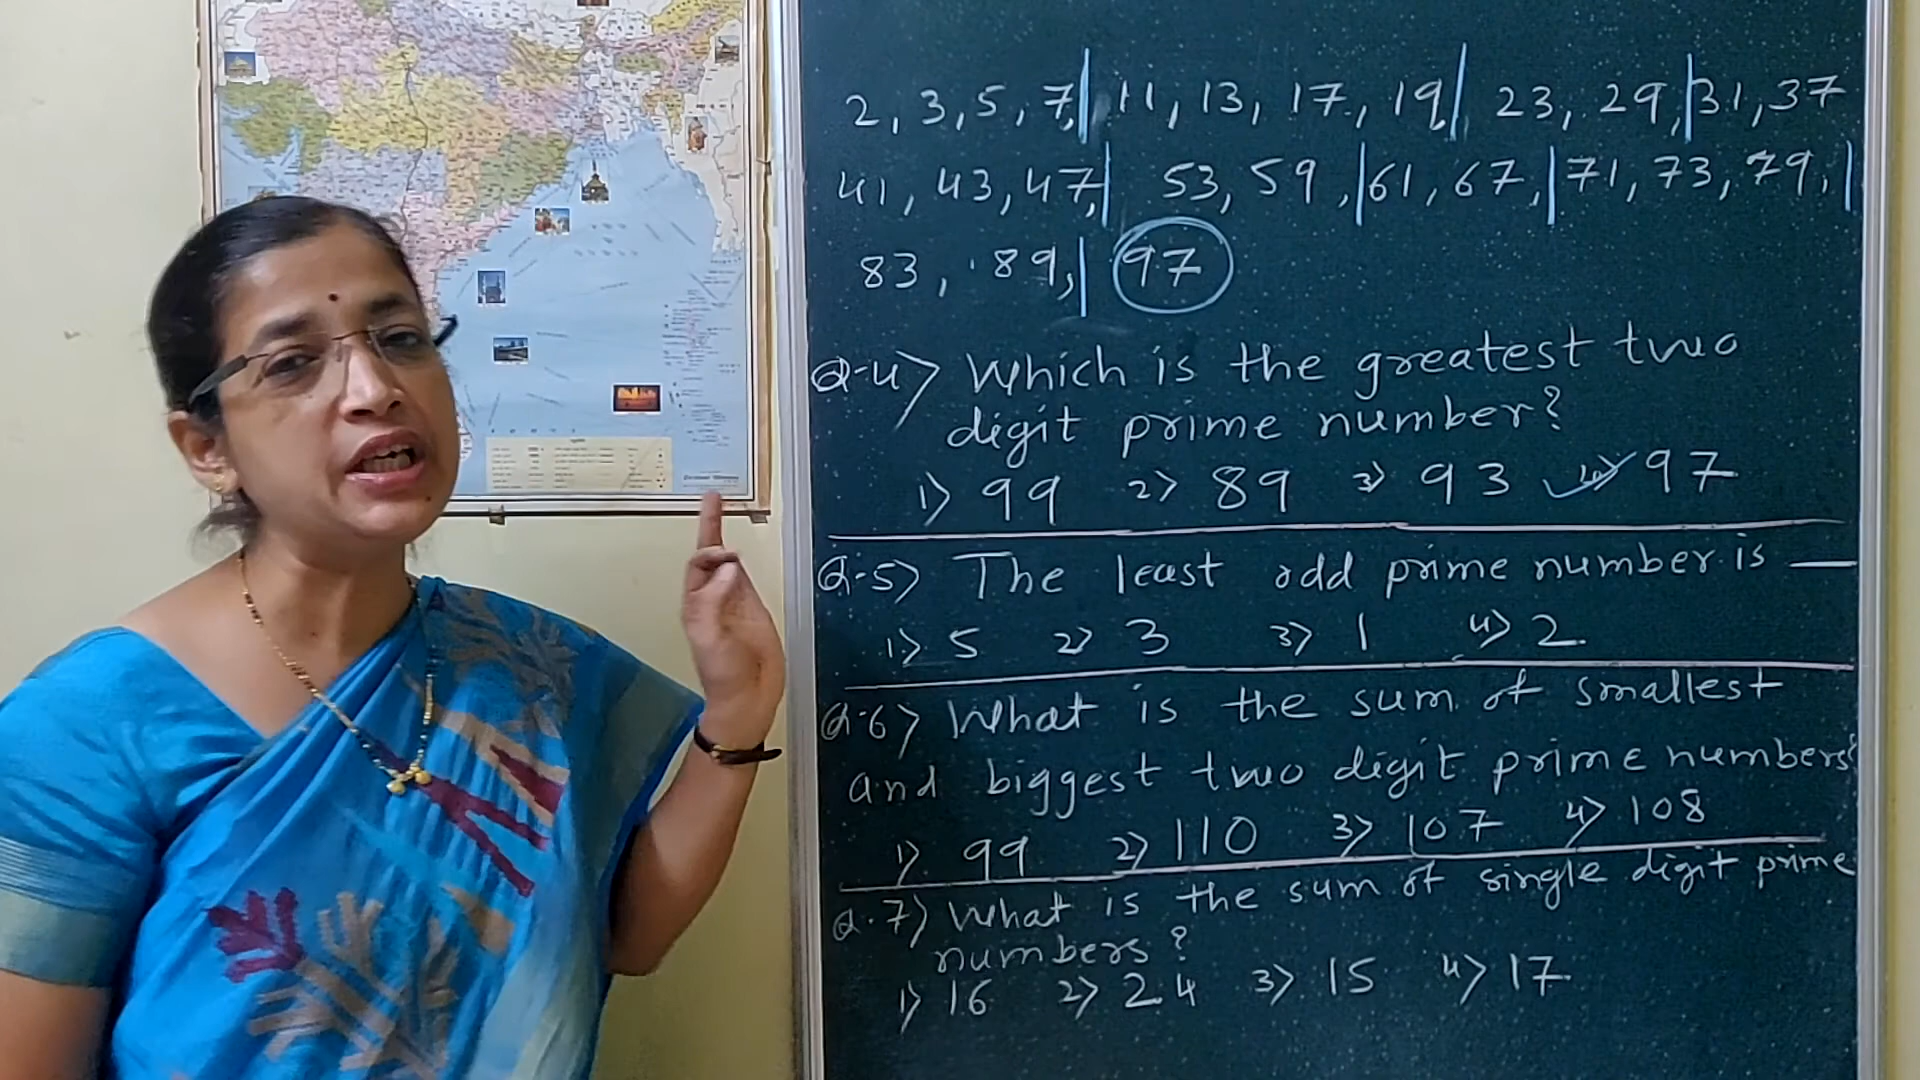 2, 3, 5, 7, 11, 13, 17, 19, 23, 29, 31, 37
41, 43, 47, 53, 59, 61, 67, 71, 73, 79,
83, 89, 97
Q-4) Which is the greatest two
digit prime number?
1) 99 2) 89 3) 93 4) 97
Q-5) The least odd prime number is —
1) 5 2) 3 3) 1 4) 2
Q-6) What is the sum of smallest
and biggest two digit prime numbers?
1) 99 2) 110 3) 107 4) 108
Q.7) What is the sum of single digit prime
numbers?
1) 16 2) 24 3) 15 4) 17